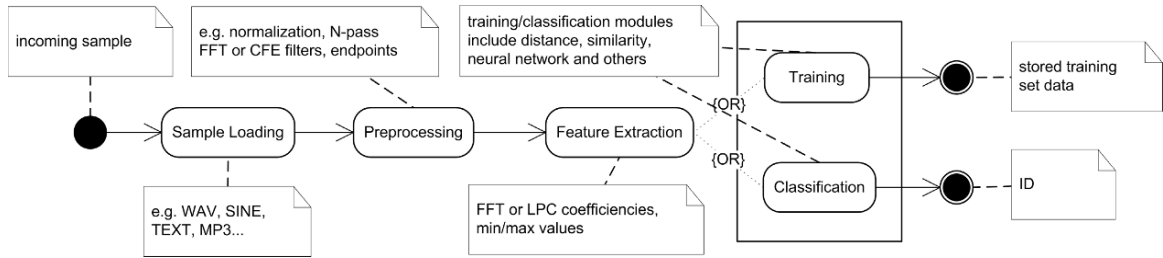 incoming sample
e.g. normalization, N-pass
FFT or CFE filters, endpoints
training/classification modules
include distance, similarity,
neural network and others
Training
stored training
set data
{OR}
Sample Loading
Preprocessing
Feature Extraction
{OR}
Classification
ID
e.g. WAV, SINE,
TEXT, MP3...
FFT or LPC coefficiencies,
min/max values